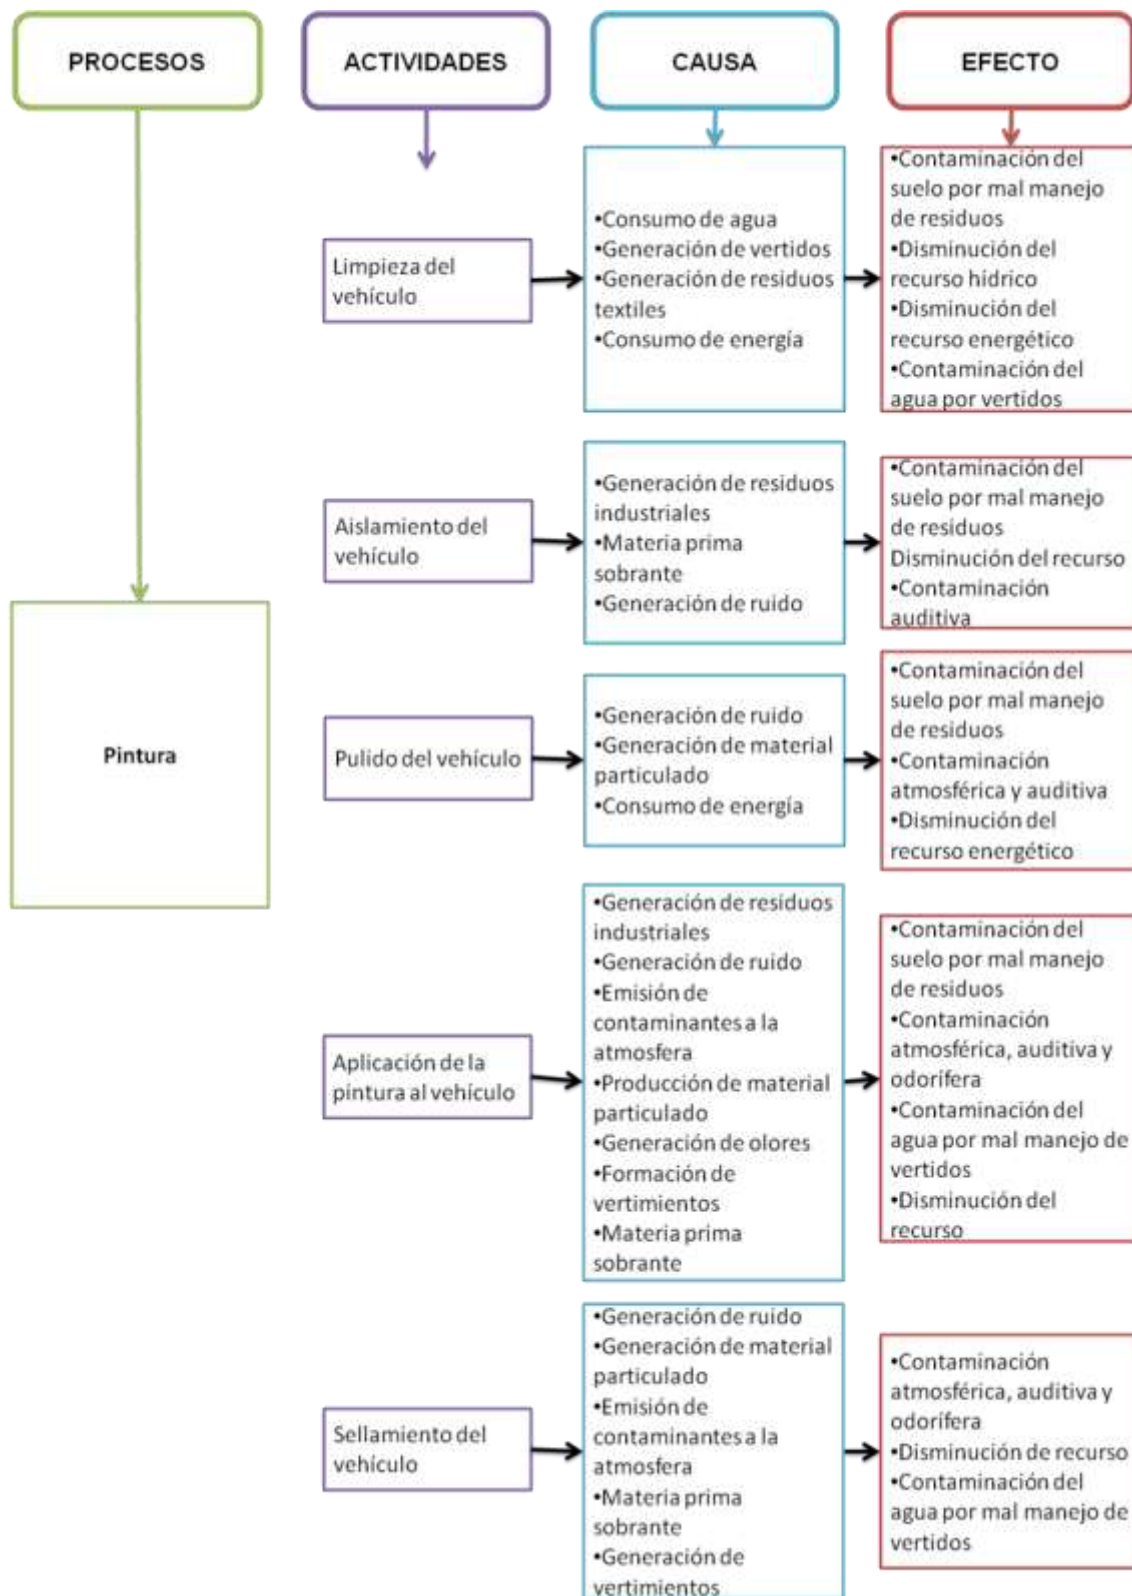 PROCESOS
ACTIVIDADES
CAUSA
EFECTO
Pintura
Limpieza del
vehículo
•Consumo de agua
•Generación de vertidos
•Generación de residuos
textiles
•Consumo de energía
•Contaminación del
suelo por mal manejo
de residuos
•Disminución del
recurso hídrico
•Disminución del
recurso energético
•Contaminación del
agua por vertidos
Aislamiento del
vehículo
•Generación de residuos
industriales
•Materia prima
sobrante
•Generación de ruido
•Contaminación del
suelo por mal manejo
de residuos
Disminución del recurso
•Contaminación
auditiva
Pulido del vehículo
•Generación de ruido
•Generación de material
particulado
•Consumo de energía
•Contaminación del
suelo por mal manejo
de residuos
•Contaminación
atmosférica y auditiva
•Disminución del
recurso energético
Aplicación de la
pintura al vehículo
•Generación de residuos
industriales
•Generación de ruido
•Emisión de
contaminantes a la
atmosfera
•Producción de material
particulado
•Generación de olores
•Formación de
vertimientos
•Materia prima
sobrante
•Contaminación del
suelo por mal manejo
de residuos
•Contaminación
atmosférica, auditiva y
odorífera
•Contaminación del
agua por mal manejo de
vertidos
•Disminución del
recurso
Sellamiento del
vehículo
•Generación de ruido
•Generación de material
particulado
•Emisión de
contaminantes a la
atmosfera
•Materia prima
sobrante
•Generación de
vertimientos
•Contaminación
atmosférica, auditiva y
odorífera
•Disminución de recurso
•Contaminación del
agua por mal manejo de
vertidos